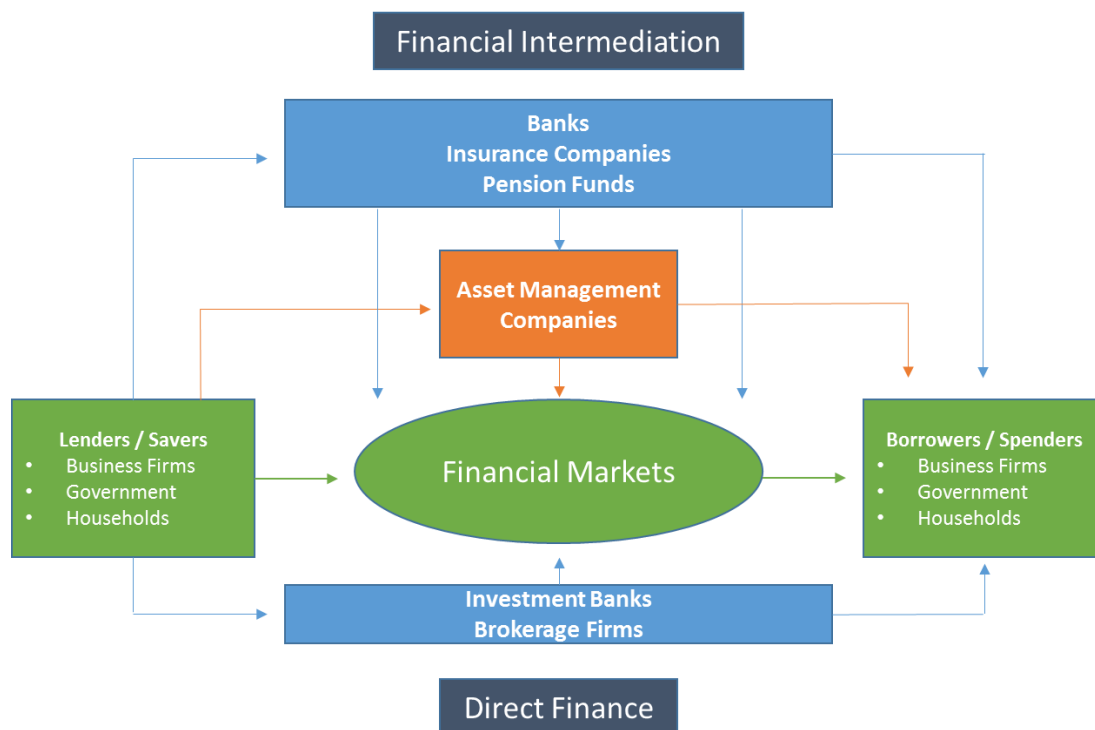 Financial Intermediation
Banks
Insurance Companies
Pension Funds
Asset Management
Companies
Lenders / Savers
• Business Firms
• Government
• Households
Financial Markets
Borrowers / Spenders
• Business Firms
• Government
• Households
Investment Banks
Brokerage Firms
Direct Finance